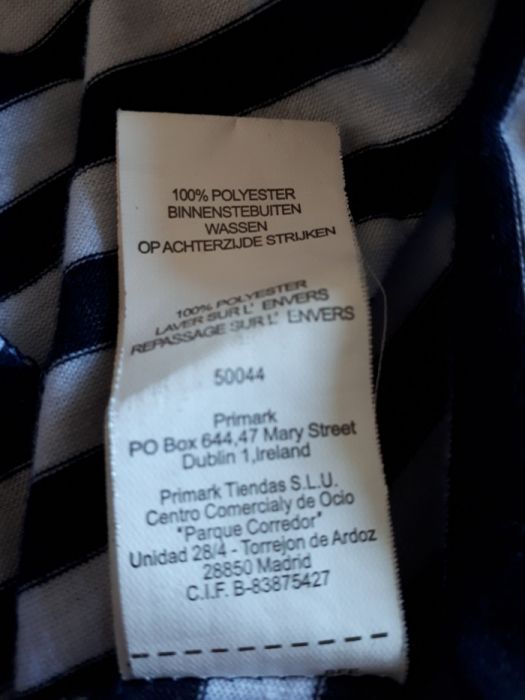 100% POLYESTER
BINNENSTEBUITEN
WASSEN
OP ACHTERZIJDE STRIJKEN
100% POLYESTER
LAVER SUR L' ENVERS
REPASSAGE SUR L' ENVERS
50044
Primark
PO Box 644,47 Mary Street
Dublin 1,Ireland
Primark Tiendas S.L.U.
Centro Comercialy de Ocio
"Parque Corredor"
Unidad 28/4 - Torrejon de Ardoz
28850 Madrid
C.I.F. B-83875427